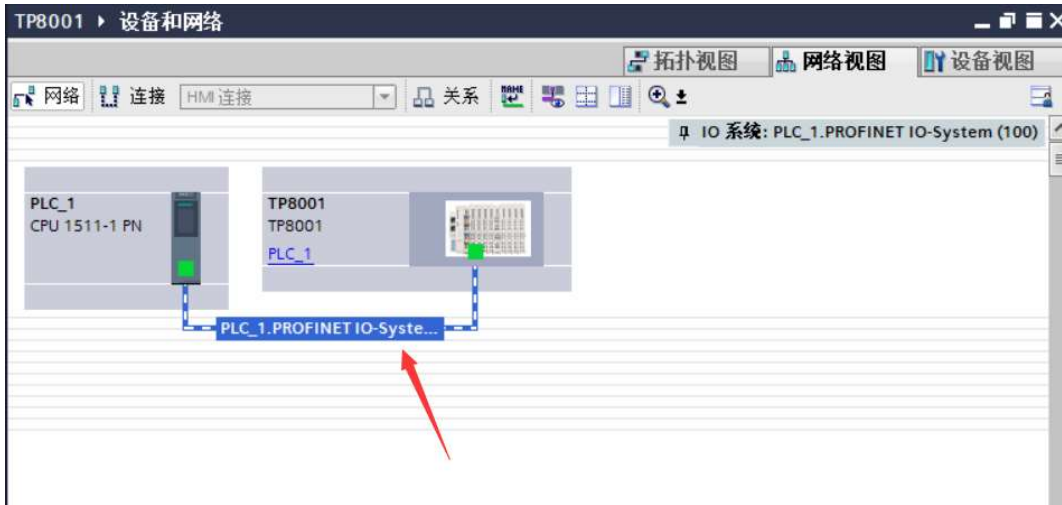 TP8001 ▸ 设备和网络
拓扑视图 网络视图 设备视图
网络 连接 HMI 连接 关系
IO 系统: PLC_1.PROFINET IO-System (100)
PLC_1
CPU 1511-1 PN
TP8001
TP8001
PLC_1
PLC_1.PROFINET IO-Syste...